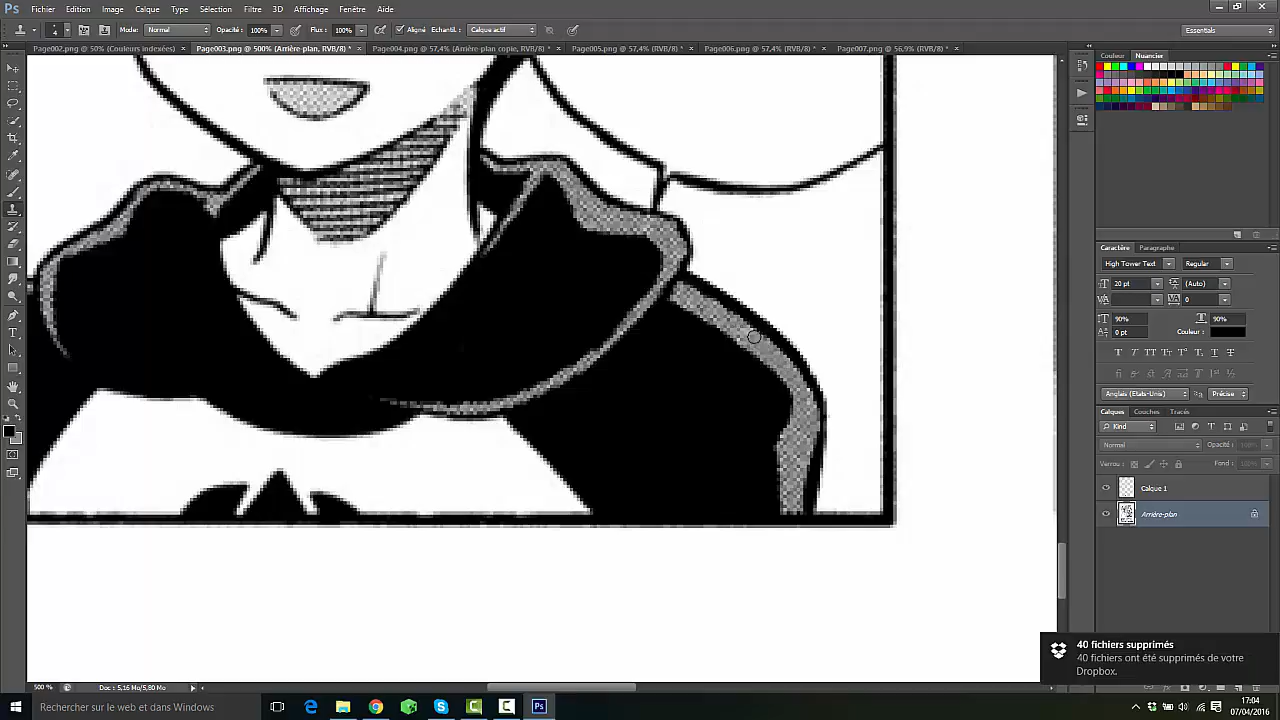 Ps Fichier Edition Image Calque Type Sélection Filtre 3D Affichage Fenêtre Aide
4 Mode: Normal Opacité: 100% Flux: 100% Aligné Echantil.: Calque actif Essentials
Page002.png @ 50% (Couleurs indexées) × Page003.png @ 500% (Arrière-plan, RVB/8) * × Page004.png @ 57,4% (Arrière-plan copie, RVB/8) * × Page005.png @ 57,4% (RVB/8) * × Page006.png @ 57,4% (RVB/8) * × Page007.png @ 56,9% (RVB/8) * ×
Couleur Nuancier
Caractère Paragraphe
High Tower Text Regular
(Auto)
0
90% 90%
0 pt Couleur :
Anglais: Etats-Unis Précise
Calques Couches Tracés
Kind
Normal Opacité : 100%
Verrou : Fond : 100%
Calque 1
Arrière-plan
40 fichiers supprimés
40 fichiers ont été supprimés de votre
Dropbox.
500 % Doc : 5,16 Mo/5,80 Mo
Rechercher sur le web et dans Windows
17:04
07/04/2016